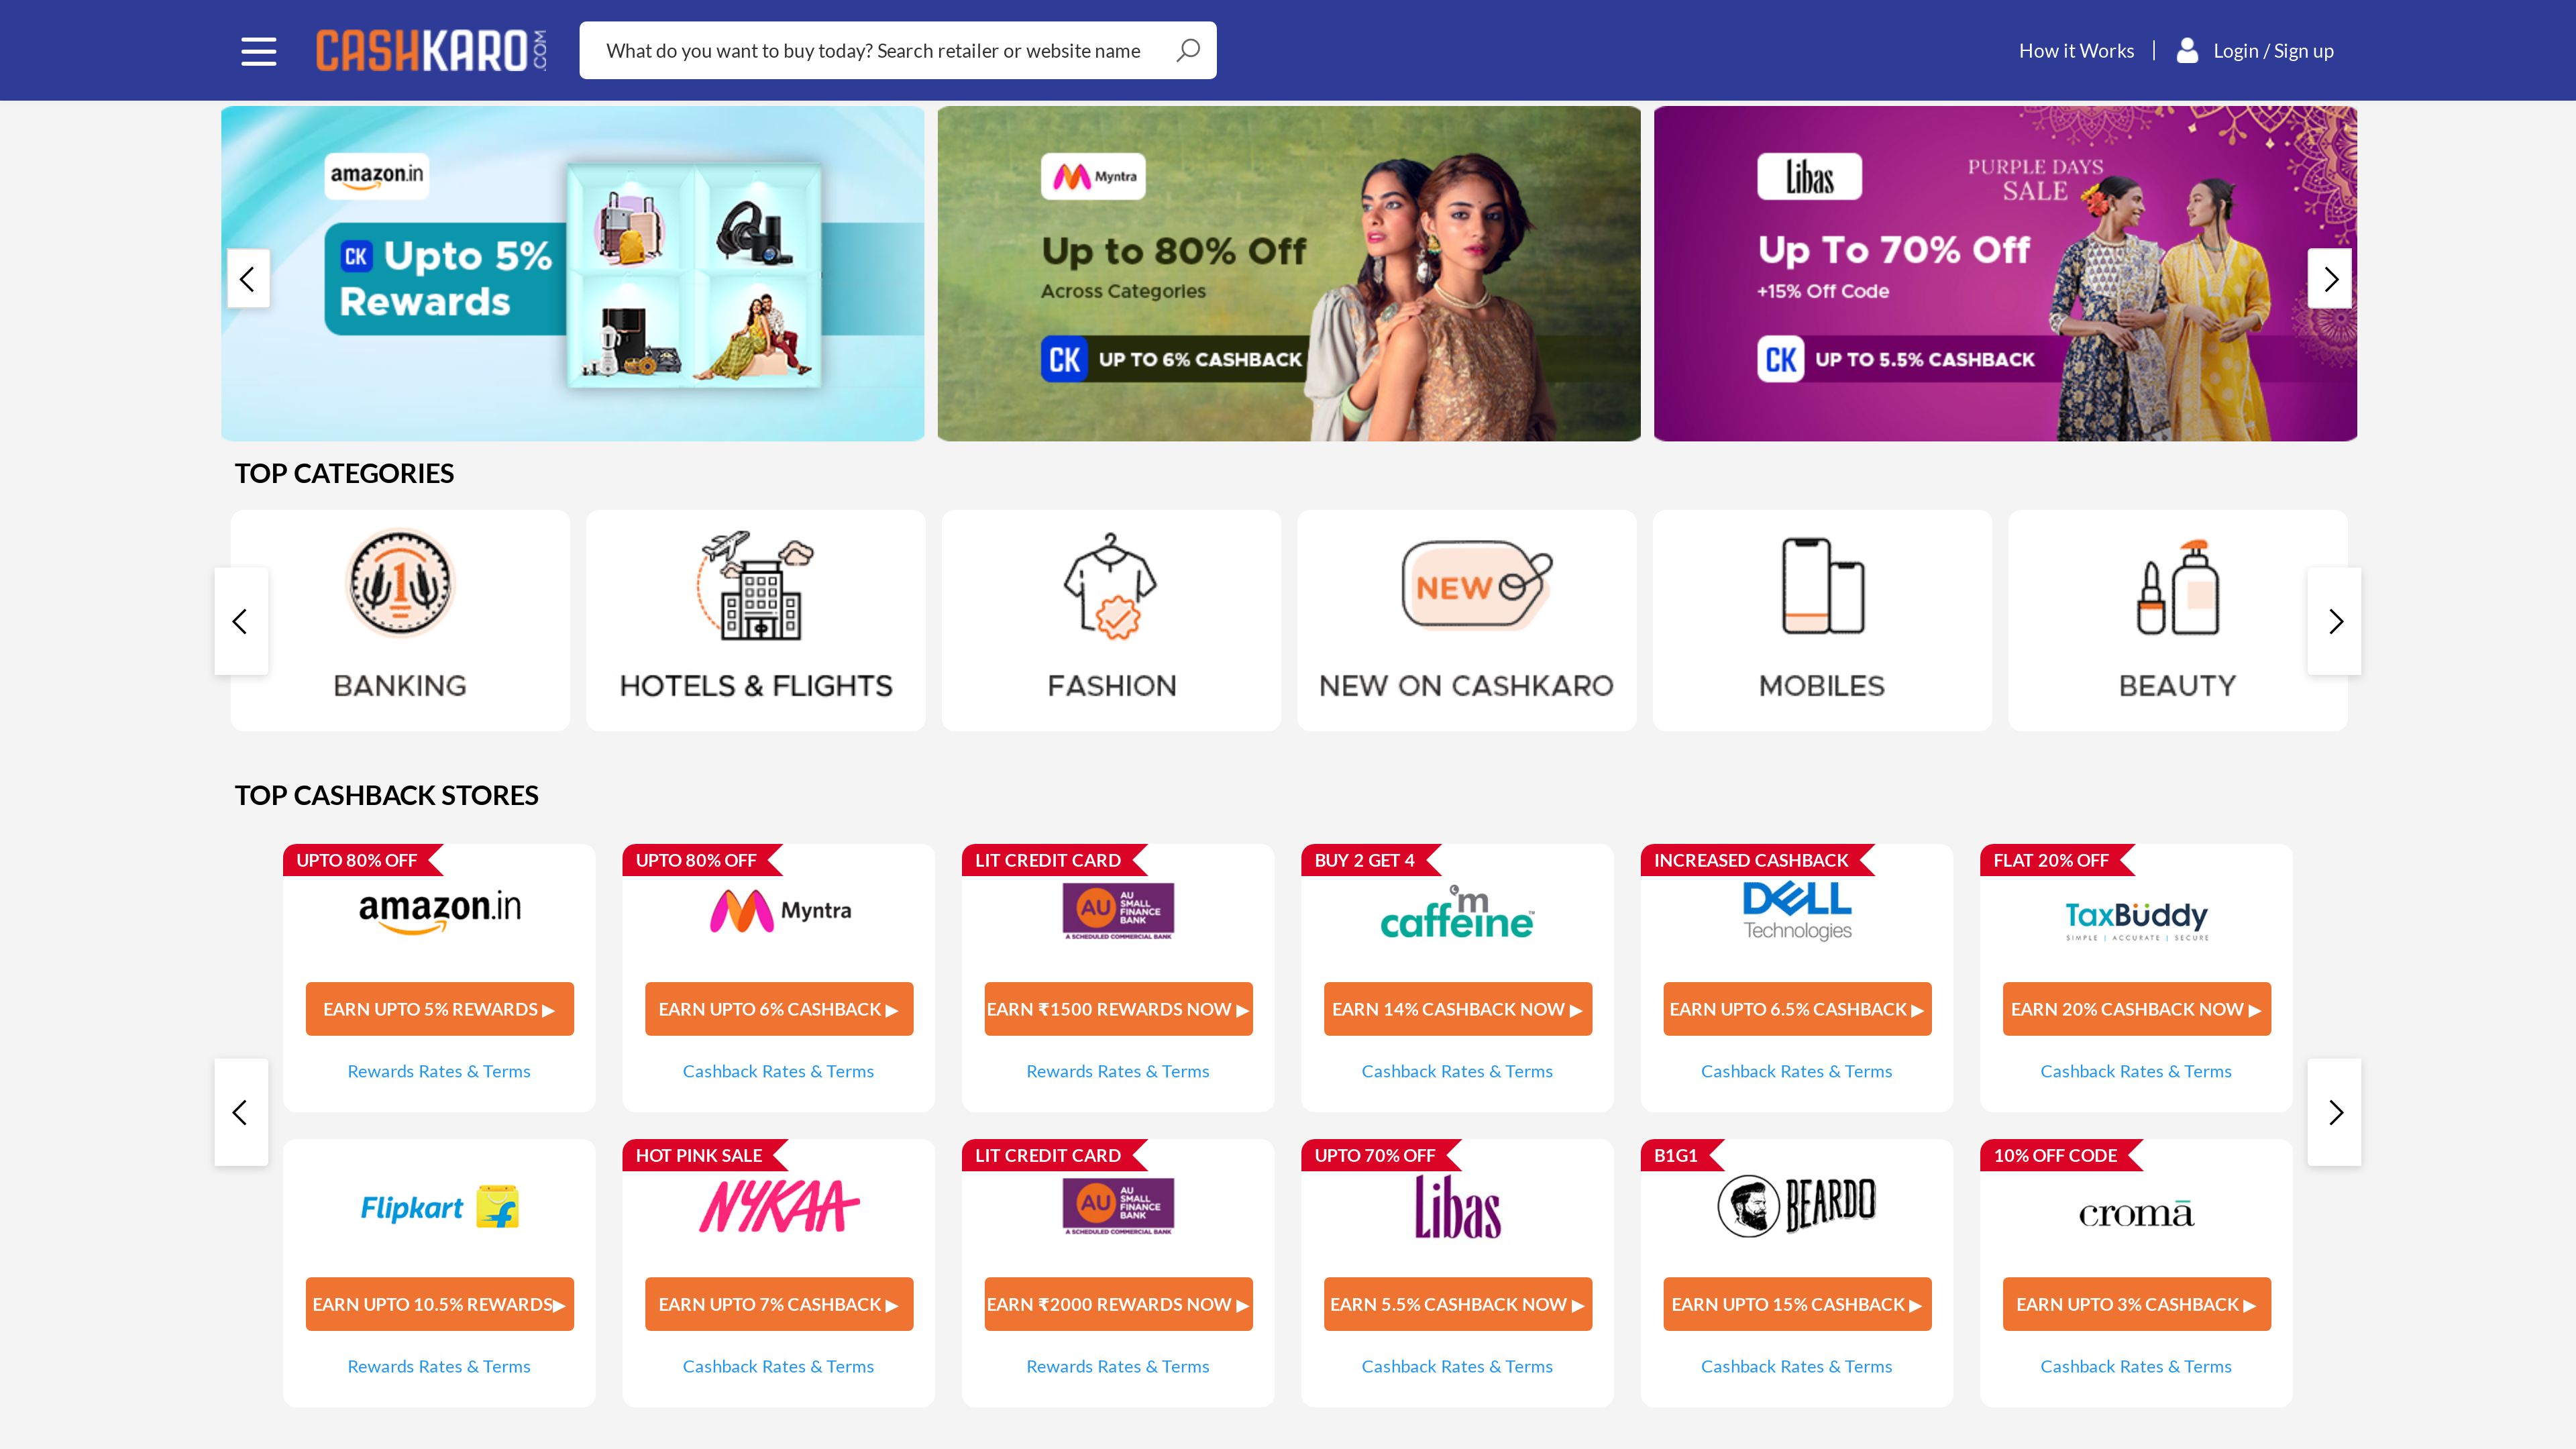 CASHKARO.COM
What do you want to buy today? Search retailer or website name
How it Works
Login / Sign up
amazon.in
CK Upto 5%
Rewards
Myntra
Up to 80% Off
Across Categories
CK UP TO 6% CASHBACK
Libas
PURPLE DAYS
SALE
Up To 70% Off
+15% Off Code
CK UP TO 5.5% CASHBACK
TOP CATEGORIES
1
NEW
BANKING
HOTELS & FLIGHTS
FASHION
NEW ON CASHKARO
MOBILES
BEAUTY
TOP CASHBACK STORES
UPTO 80% OFF
amazon.in
EARN UPTO 5% REWARDS ▶
Rewards Rates & Terms
UPTO 80% OFF
Myntra
EARN UPTO 6% CASHBACK ▶
Cashback Rates & Terms
LIT CREDIT CARD
AU
AU
SMALL
FINANCE
BANK
A SCHEDULED COMMERCIAL BANK
EARN ₹1500 REWARDS NOW ▶
Rewards Rates & Terms
BUY 2 GET 4
'm
caffeine™
EARN 14% CASHBACK NOW ▶
Cashback Rates & Terms
INCREASED CASHBACK
DELL
Technologies
EARN UPTO 6.5% CASHBACK ▶
Cashback Rates & Terms
FLAT 20% OFF
TaxBuddy
SIMPLE | ACCURATE | SECURE
EARN 20% CASHBACK NOW ▶
Cashback Rates & Terms
Flipkart
EARN UPTO 10.5% REWARDS▶
Rewards Rates & Terms
HOT PINK SALE
NYKAA
EARN UPTO 7% CASHBACK ▶
Cashback Rates & Terms
LIT CREDIT CARD
AU
AU
SMALL
FINANCE
BANK
A SCHEDULED COMMERCIAL BANK
EARN ₹2000 REWARDS NOW ▶
Rewards Rates & Terms
UPTO 70% OFF
Libas
EARN 5.5% CASHBACK NOW ▶
Cashback Rates & Terms
B1G1
BEARDO
EARN UPTO 15% CASHBACK ▶
Cashback Rates & Terms
10% OFF CODE
cromā
EARN UPTO 3% CASHBACK ▶
Cashback Rates & Terms